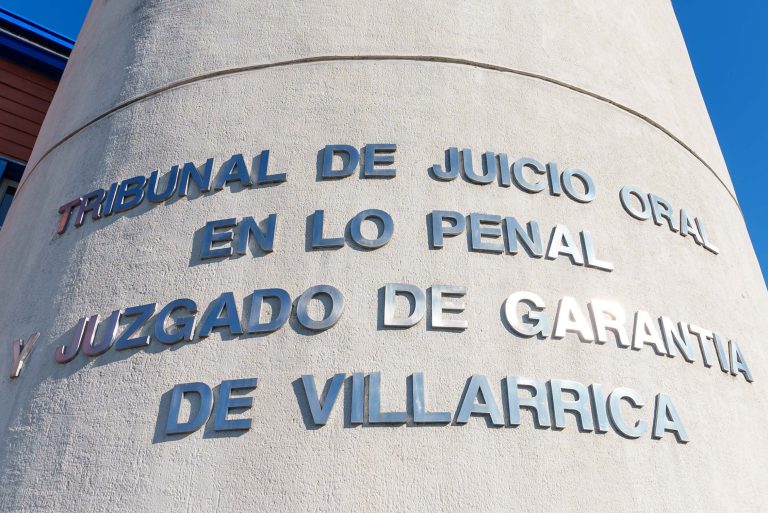 TRIBUNAL DE JUICIO ORAL
EN LO PENAL
Y JUZGADO DE GARANTIA
DE VILLARRICA